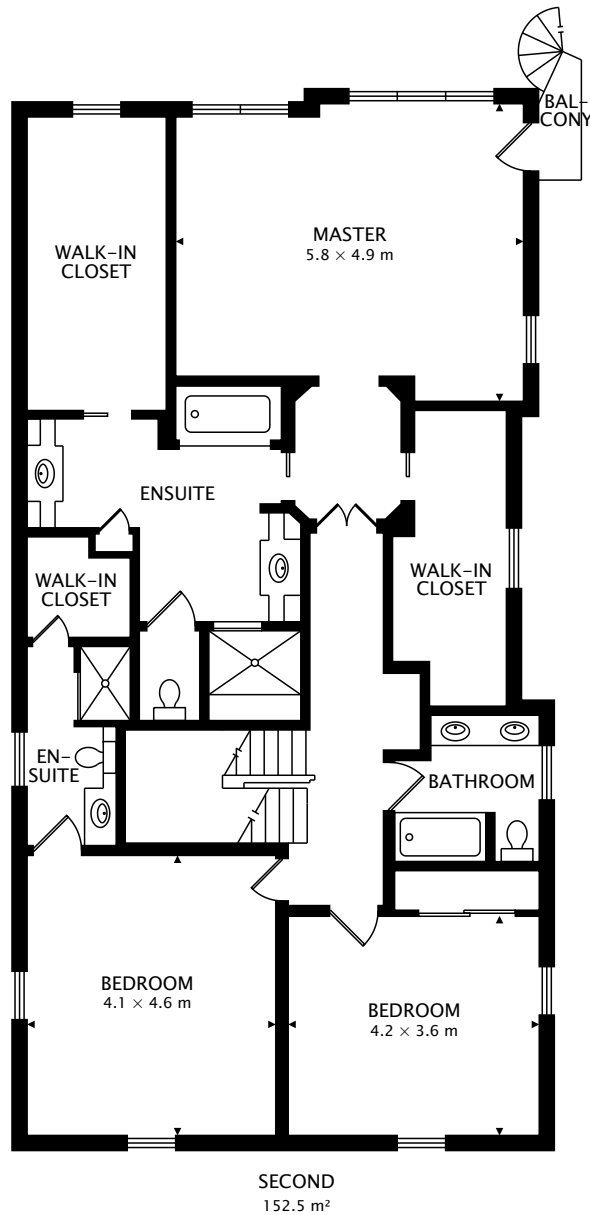 BAL-
CONY
MASTER
5.8 × 4.9 m
WALK-IN
CLOSET
ENSUITE
WALK-IN
CLOSET
WALK-IN
CLOSET
EN-
SUITE
BATHROOM
BEDROOM
4.1 × 4.6 m
BEDROOM
4.2 × 3.6 m
SECOND
152.5 m²